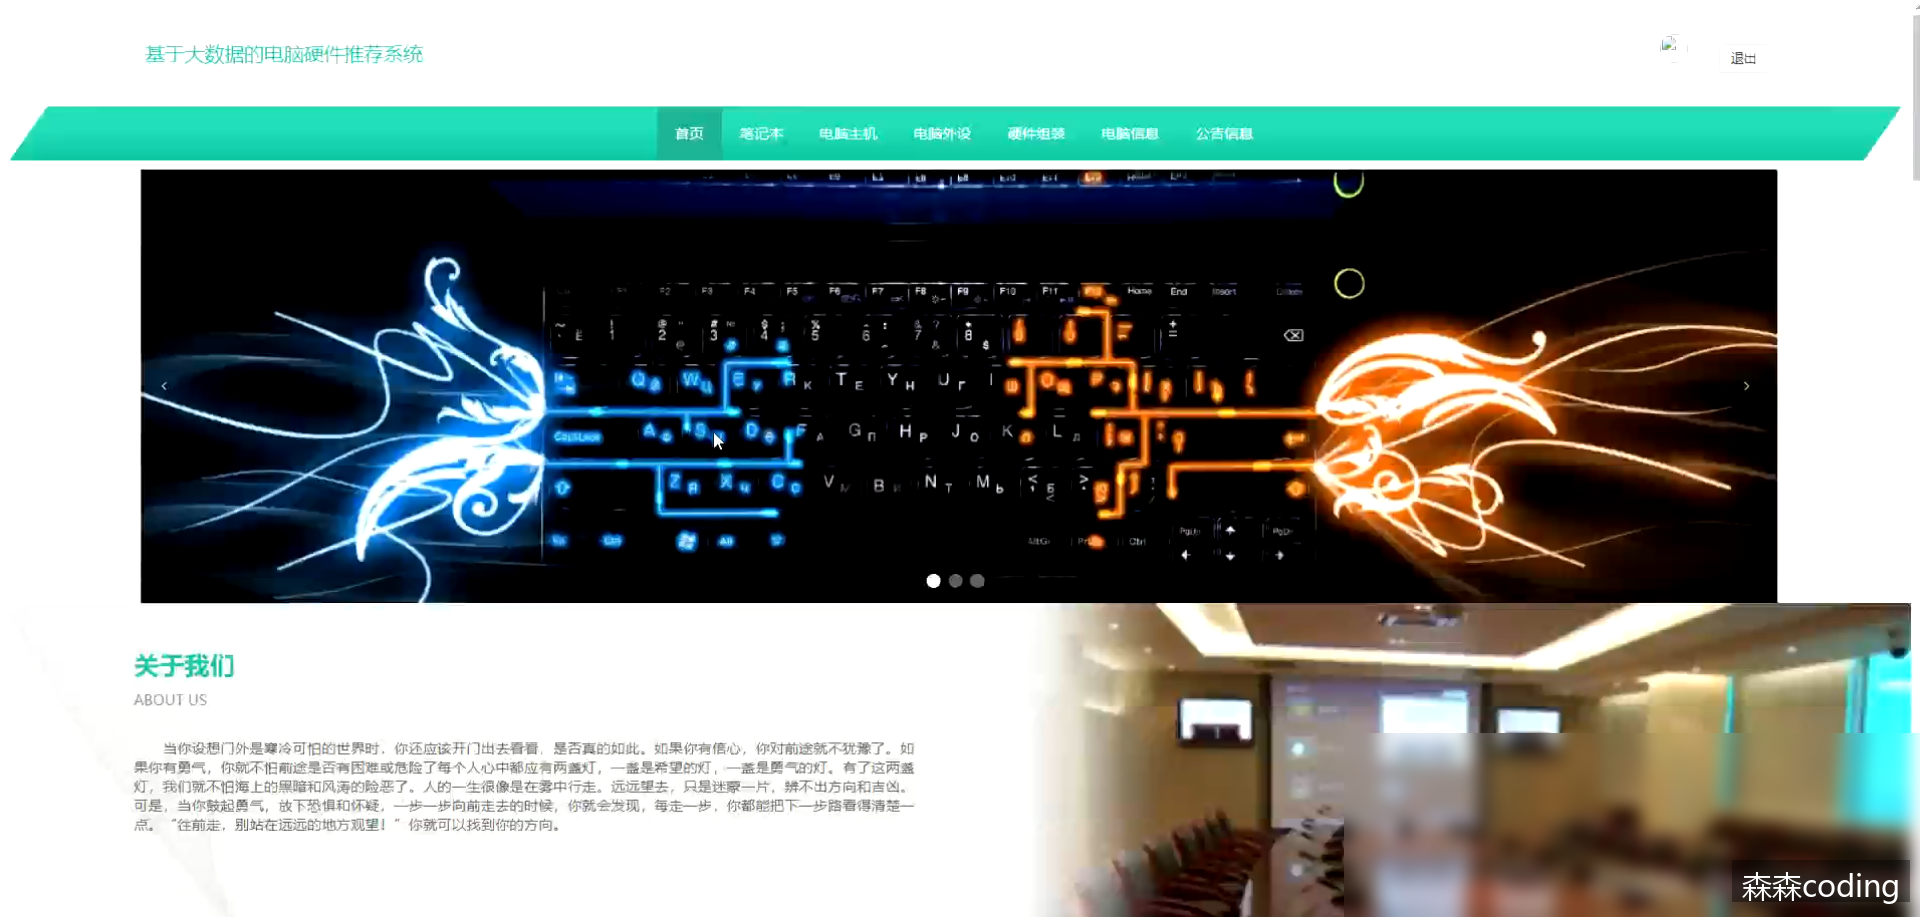 基于大数据的电脑硬件推荐系统
退出
首页 笔记本 电脑主机 电脑外设 硬件组装 电脑信息 公告信息
关于我们
ABOUT US
当你设想门外是寒冷可怕的世界时，你还应该开门出去看看，是否真的如此。如果你有信心，你对前途就不犹豫了。如
果你有勇气，你就不怕前途是否有困难或危险了每个人心中都应有两盏灯，一盏是希望的灯，一盏是勇气的灯。有了这两盏
灯，我们就不怕海上的黑暗和风涛的险恶了。人的一生很像是在雾中行走。远远望去，只是迷蒙一片，辨不出方向和吉凶。
可是，当你鼓起勇气，放下恐惧和怀疑，一步一步向前走去的时候，你就会发现，每走一步，你都能把下一步路看得清楚一
点。“往前走，别站在远远的地方观望！”你就可以找到你的方向。
森森coding